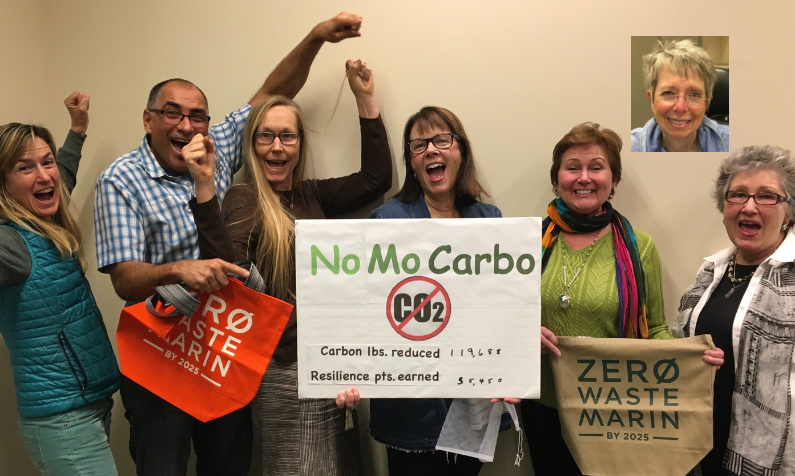 No Mo Carbo
CO2
Carbon lbs. reduced 119,688
Resilience pts. earned 35,450
ZERØ
WASTE
MARIN
BY 2025
ZERØ
WASTE
MARIN
BY 2025